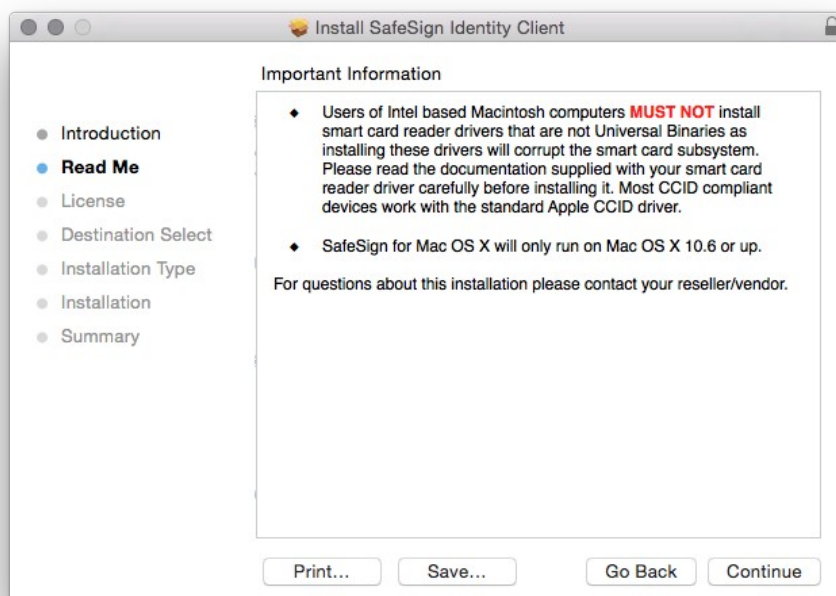 Install SafeSign Identity Client
Important Information
Introduction
Read Me
License
Destination Select
Installation Type
Installation
Summary
◆ Users of Intel based Macintosh computers MUST NOT install
smart card reader drivers that are not Universal Binaries as
installing these drivers will corrupt the smart card subsystem.
Please read the documentation supplied with your smart card
reader driver carefully before installing it. Most CCID compliant
devices work with the standard Apple CCID driver.
◆ SafeSign for Mac OS X will only run on Mac OS X 10.6 or up.
For questions about this installation please contact your reseller/vendor.
Print...
Save...
Go Back
Continue